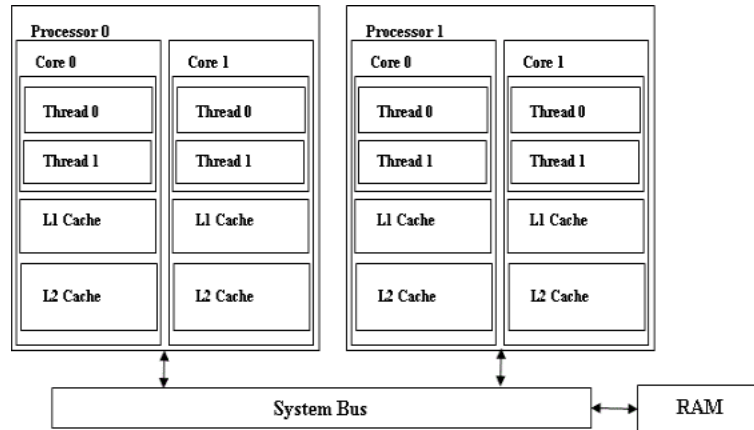 Processor 0
Processor 1
Core 0
Core 1
Core 0
Core 1
Thread 0
Thread 0
Thread 0
Thread 0
Thread 1
Thread 1
Thread 1
Thread 1
L1 Cache
L1 Cache
L1 Cache
L1 Cache
L2 Cache
L2 Cache
L2 Cache
L2 Cache
System Bus
RAM